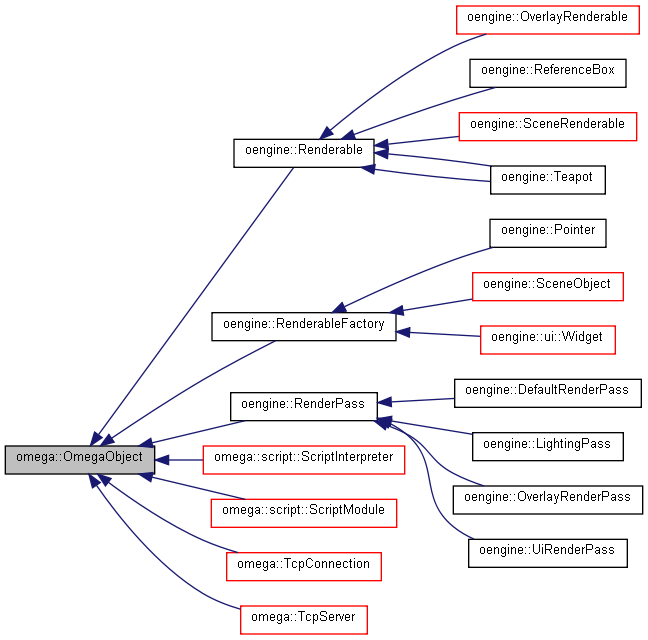 oengine::OverlayRenderable
oengine::ReferenceBox
oengine::SceneRenderable
oengine::Renderable
oengine::Teapot
oengine::Pointer
oengine::SceneObject
oengine::RenderableFactory
oengine::ui::Widget
oengine::DefaultRenderPass
oengine::RenderPass
oengine::LightingPass
omega::OmegaObject
omega::script::ScriptInterpreter
oengine::OverlayRenderPass
omega::script::ScriptModule
oengine::UiRenderPass
omega::TcpConnection
omega::TcpServer